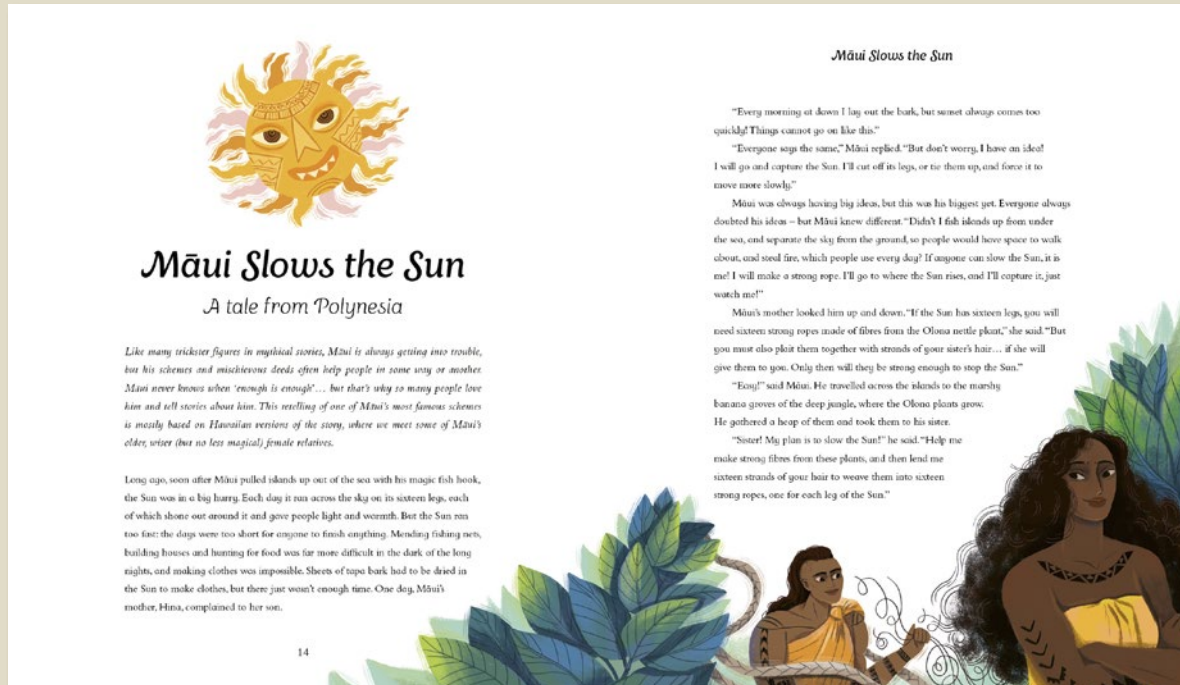 Māui Slows the Sun
A tale from Polynesia
Like many trickster figures in mythical stories, Māui is always getting into trouble,
but his schemes and mischievous deeds often help people in some way or another.
Māui never knows when ‘enough is enough’... but that’s why so many people love
him and tell stories about him. This retelling of one of Māui’s most famous schemes
is mostly based on Hawaiian versions of the story, where we meet some of Māui’s
older, wiser (but no less magical) female relatives.
Long ago, soon after Māui pulled islands up out of the sea with his magic fish hook,
the Sun was in a big hurry. Each day it ran across the sky on its sixteen legs, each
of which shone out around it and gave people light and warmth. But the Sun ran
too fast: the days were too short for anyone to finish anything. Mending fishing nets,
building houses and hunting for food was far more difficult in the dark of the long
nights, and making clothes was impossible. Sheets of tapa bark had to be dried in
the Sun to make clothes, but there just wasn’t enough time. One day, Māui’s
mother, Hina, complained to her son.
14
Māui Slows the Sun
“Every morning at dawn I lay out the bark, but sunset always comes too
quickly! Things cannot go on like this.”
“Everyone says the same,” Māui replied. “But don’t worry, I have an idea!
I will go and capture the Sun. I’ll cut off its legs, or tie them up, and force it to
move more slowly.”
Māui was always having big ideas, but this was his biggest yet. Everyone always
doubted his ideas – but Māui knew different. “Didn’t I fish islands up from under
the sea, and separate the sky from the ground, so people would have space to walk
about, and steal fire, which people use every day? If anyone can slow the Sun, it is
me! I will make a strong rope. I’ll go to where the Sun rises, and I’ll capture it, just
watch me!”
Māui’s mother looked him up and down. “If the Sun has sixteen legs, you will
need sixteen strong ropes made of fibres from the Olona nettle plant,” she said. “But
you must also plait them together with strands of your sister’s hair... if she will
give them to you. Only then will they be strong enough to stop the Sun.”
“Easy!” said Māui. He travelled across the islands to the marshy
banana groves of the deep jungle, where the Olona plants grow.
He gathered a heap of them and took them to his sister.
“Sister! My plan is to slow the Sun!” he said. “Help me
make strong fibres from these plants, and then lend me
sixteen strands of your hair to weave them into sixteen
strong ropes, one for each leg of the Sun.”